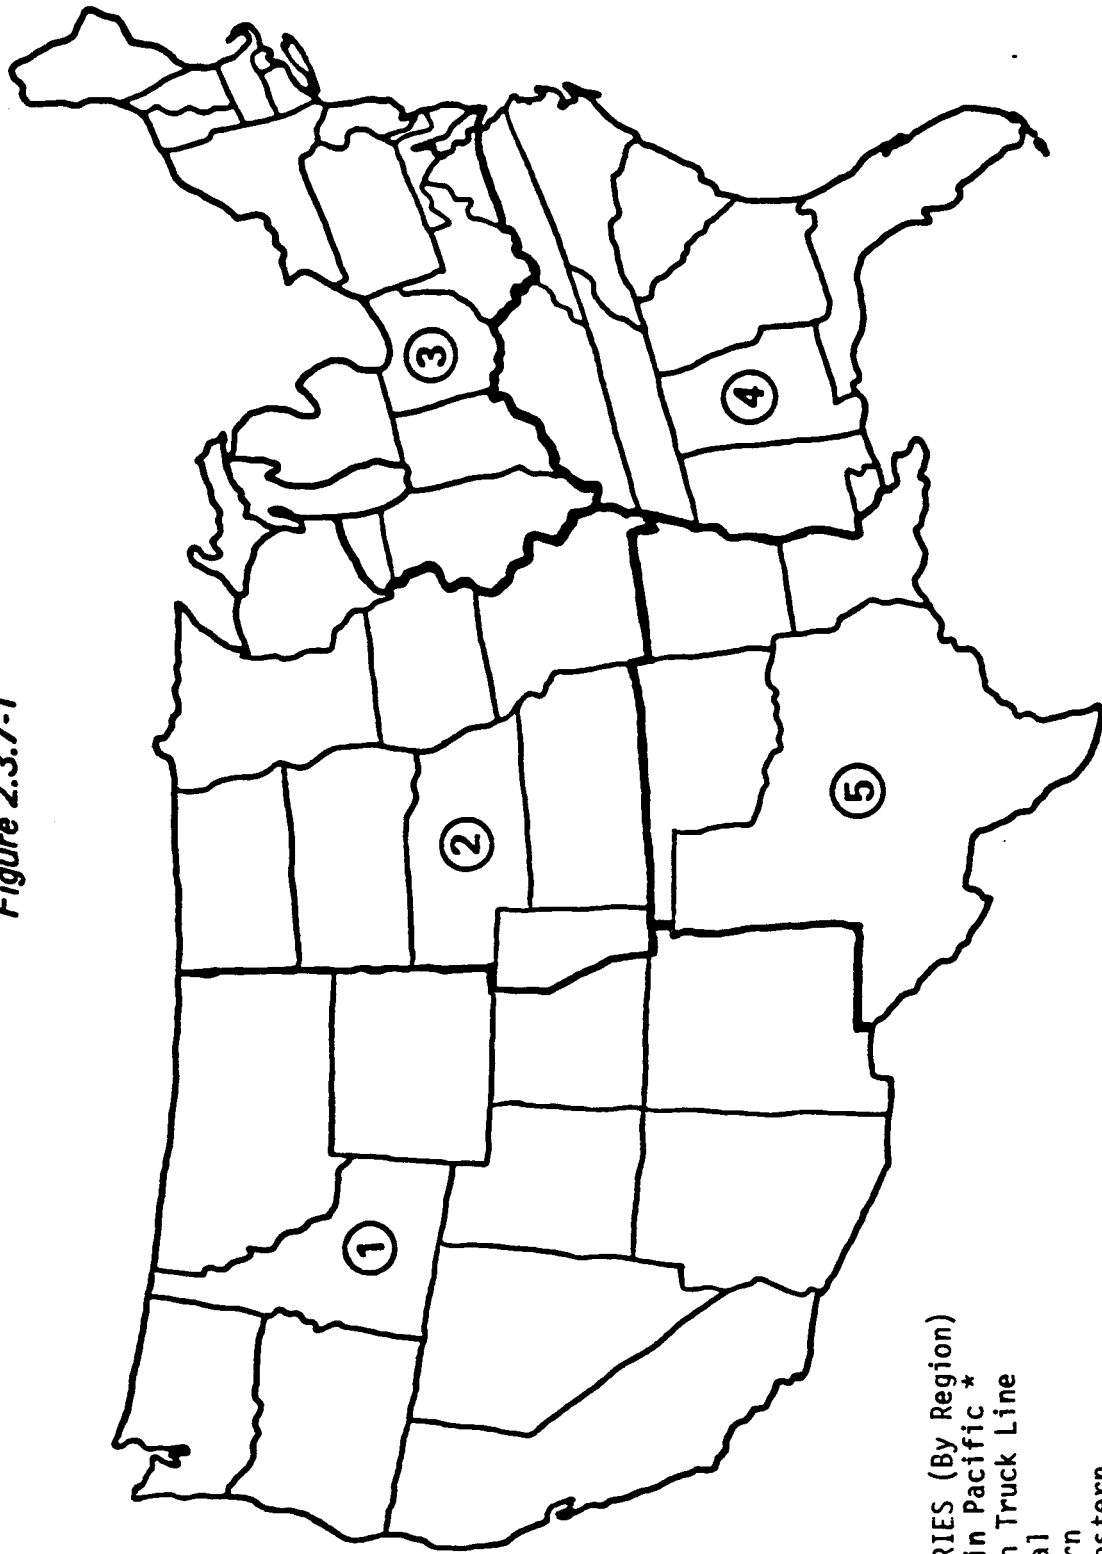 Figure 2.3.7-1
1
2
3
4
5
RIES (By Region)
in Pacific *
n Truck Line
al
rn
estern